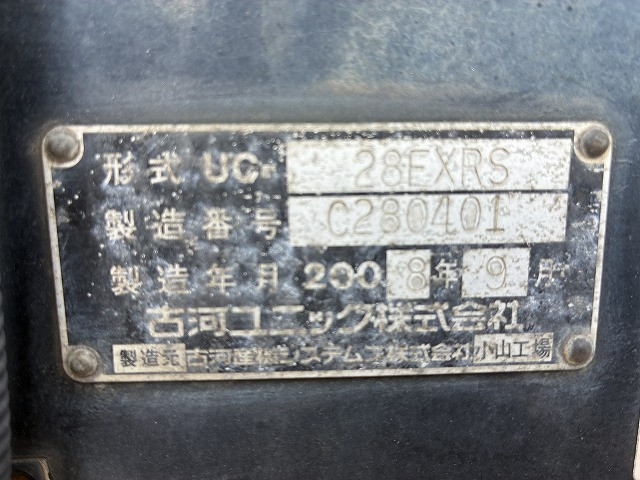 形式 UC- 28EXRS
製造番号 C280401
製造年月 2008年9月
古河ユニック株式会社
製造元 古河産機システムズ株式会社 小山工場